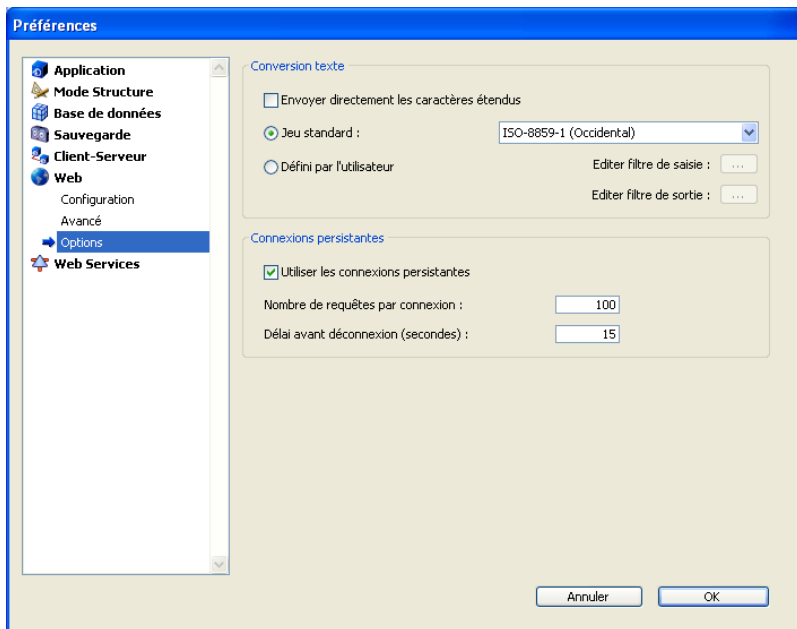 Préférences
Application
Mode Structure
Base de données
Sauvegarde
Client-Serveur
Web
Configuration
Avancé
Options
Web Services
Conversion texte
Envoyer directement les caractères étendus
Jeu standard : ISO-8859-1 (Occidental)
Défini par l'utilisateur Editer filtre de saisie : ...
Editer filtre de sortie : ...
Connexions persistantes
Utiliser les connexions persistantes
Nombre de requêtes par connexion : 100
Délai avant déconnexion (secondes) : 15
Annuler OK